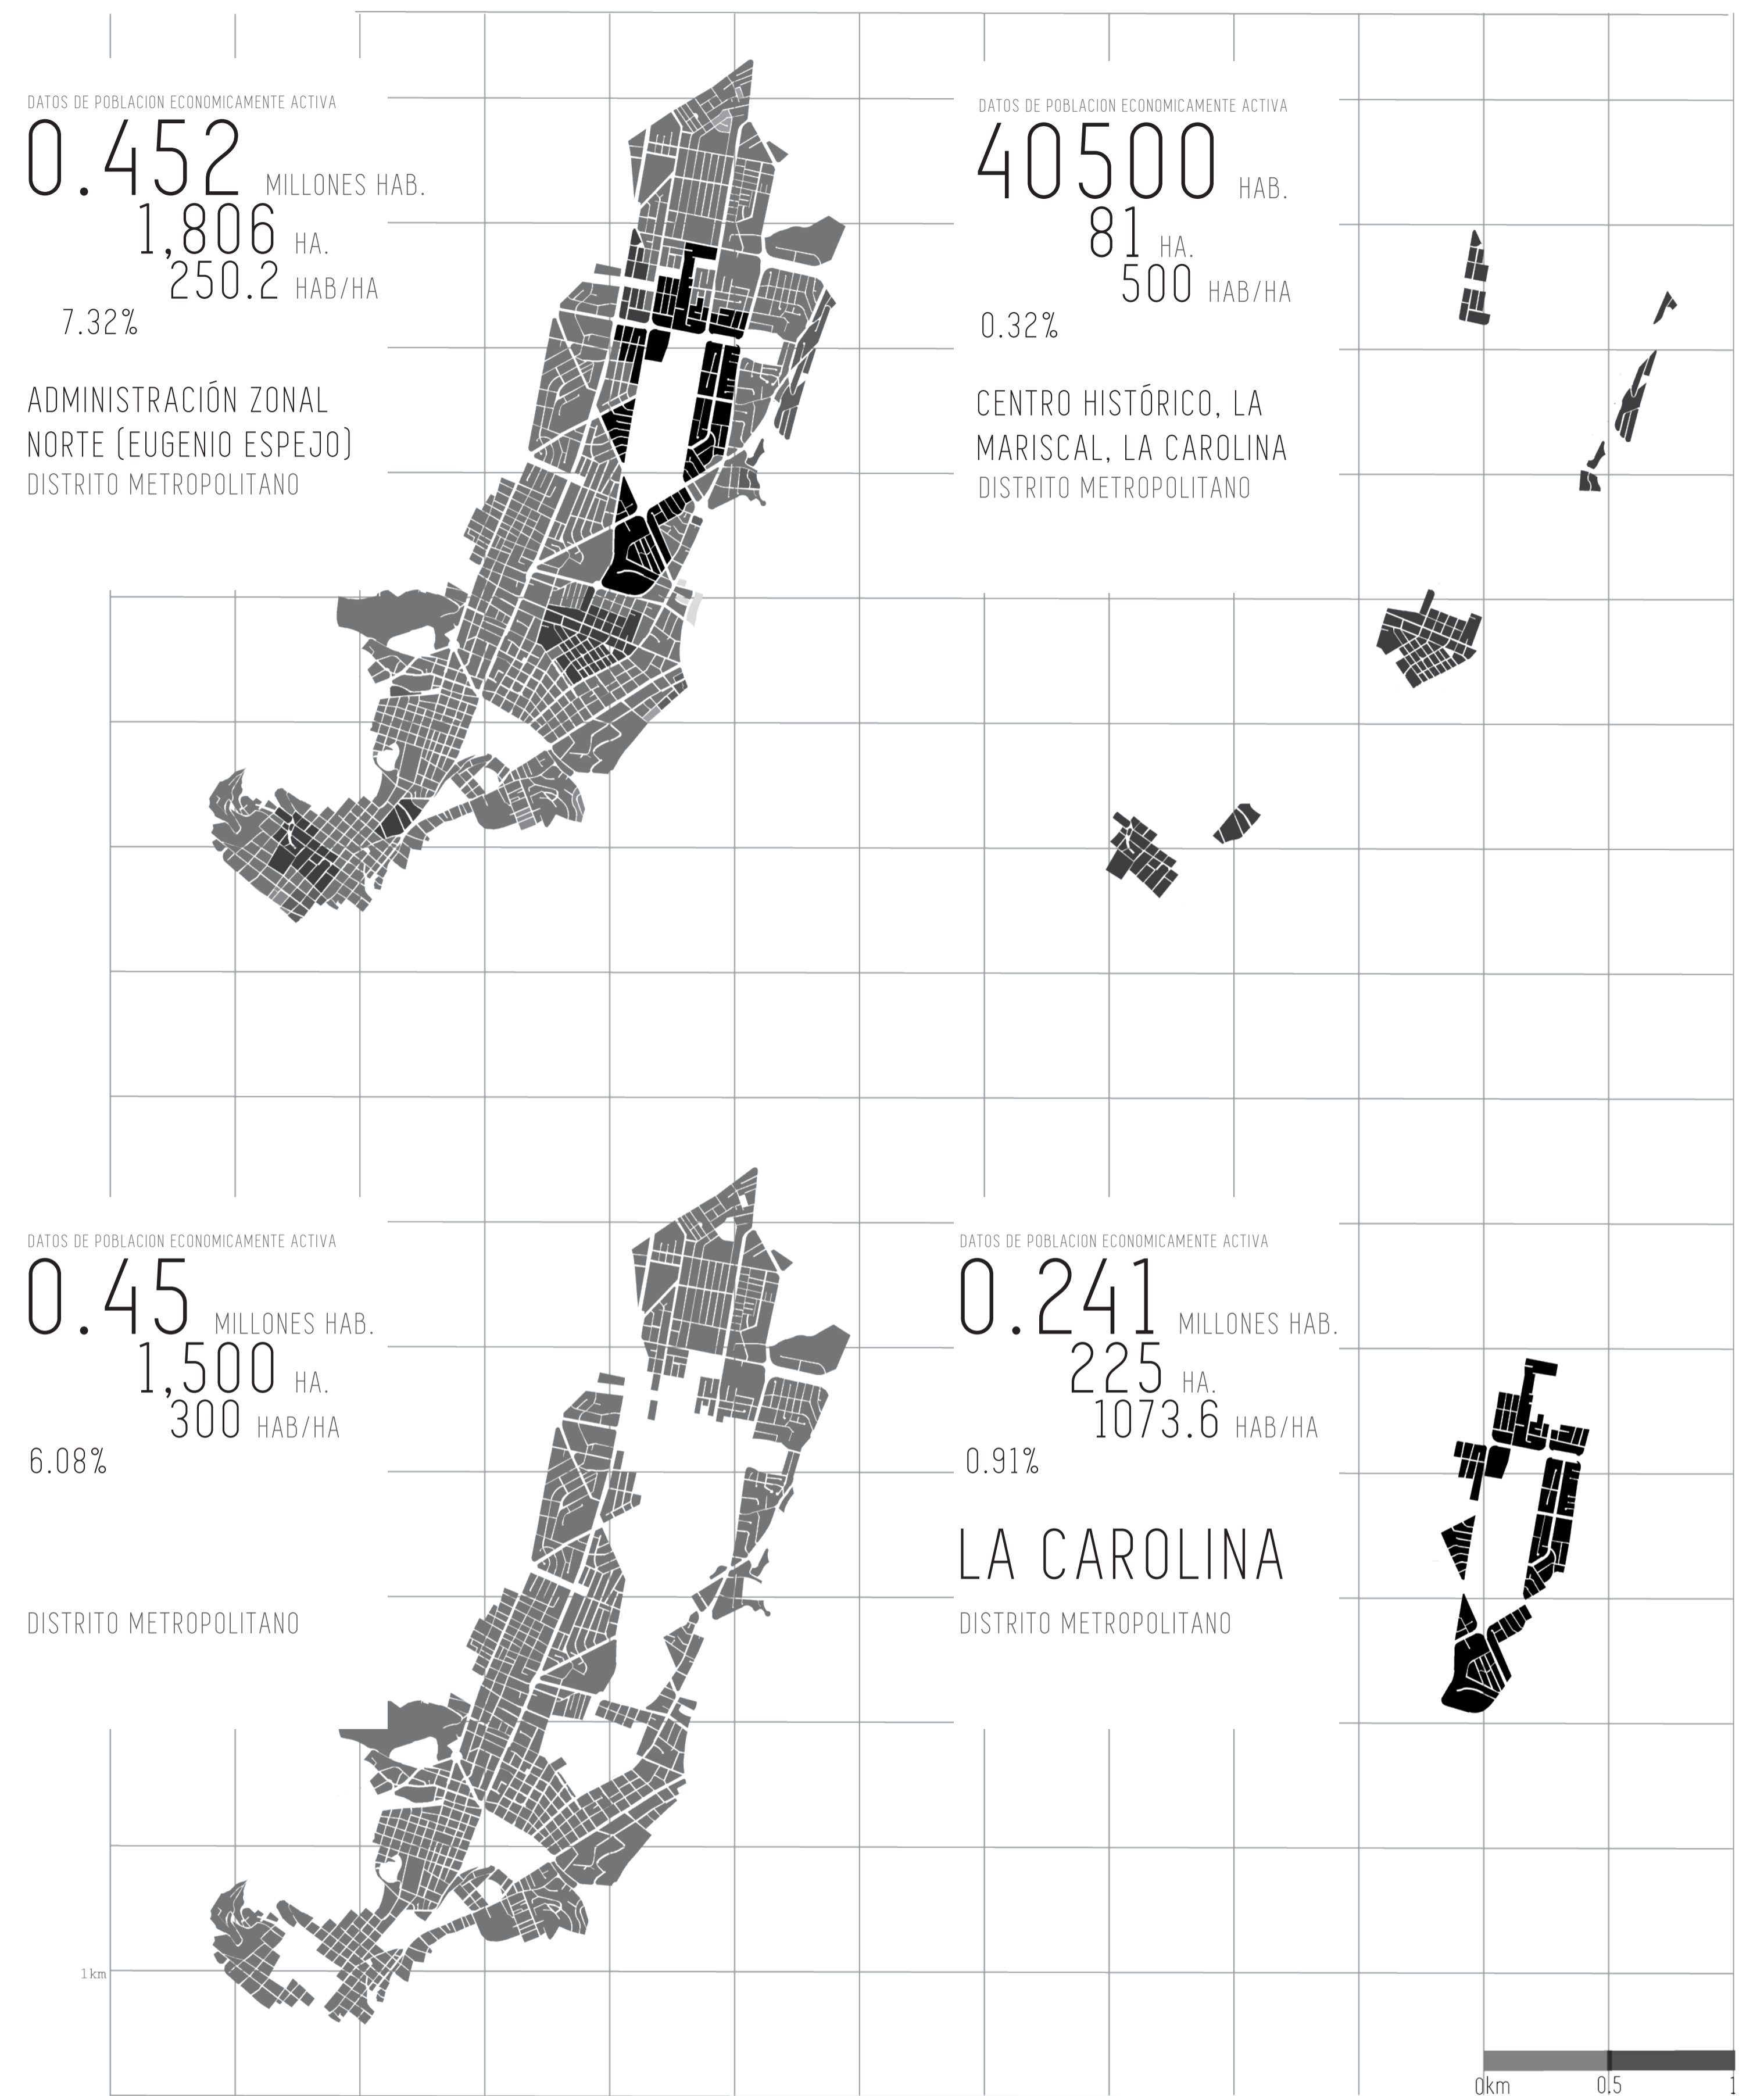 DATOS DE POBLACION ECONOMICAMENTE ACTIVA
0.452 MILLONES HAB.
1,806 HA.
250.2 HAB/HA
7.32%
ADMINISTRACIÓN ZONAL
NORTE (EUGENIO ESPEJO)
DISTRITO METROPOLITANO
DATOS DE POBLACION ECONOMICAMENTE ACTIVA
40500 HAB.
81 HA.
500 HAB/HA
0.32%
CENTRO HISTÓRICO, LA
MARISCAL, LA CAROLINA
DISTRITO METROPOLITANO
DATOS DE POBLACION ECONOMICAMENTE ACTIVA
0.45 MILLONES HAB.
1,500 HA.
300 HAB/HA
6.08%
DISTRITO METROPOLITANO
DATOS DE POBLACION ECONOMICAMENTE ACTIVA
0.241 MILLONES HAB.
225 HA.
1073.6 HAB/HA
0.91%
LA CAROLINA
DISTRITO METROPOLITANO
1km
0km 0.5 1